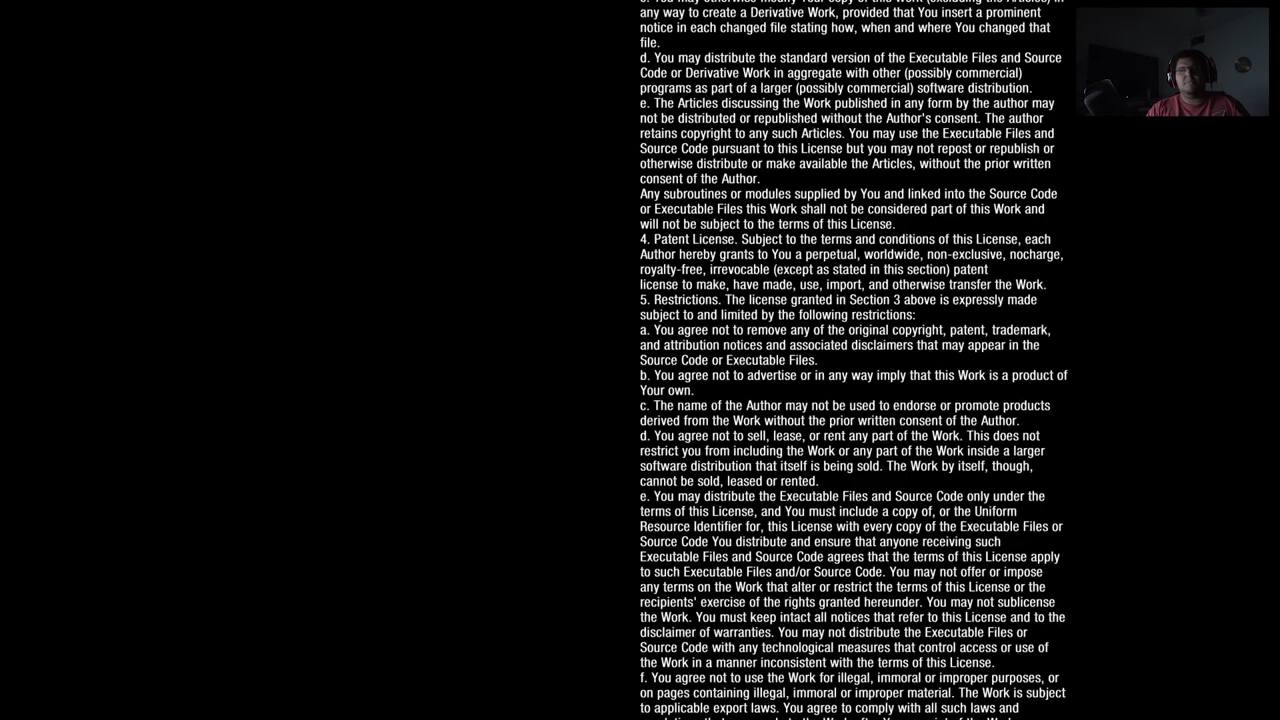 c. You may otherwise modify Your copy of this Work (excluding the Articles) in
any way to create a Derivative Work, provided that You insert a prominent
notice in each changed file stating how, when and where You changed that
file.
d. You may distribute the standard version of the Executable Files and Source
Code or Derivative Work in aggregate with other (possibly commercial)
programs as part of a larger (possibly commercial) software distribution.
e. The Articles discussing the Work published in any form by the author may
not be distributed or republished without the Author's consent. The author
retains copyright to any such Articles. You may use the Executable Files and
Source Code pursuant to this License but you may not repost or republish or
otherwise distribute or make available the Articles, without the prior written
consent of the Author.
Any subroutines or modules supplied by You and linked into the Source Code
or Executable Files this Work shall not be considered part of this Work and
will not be subject to the terms of this License.
4. Patent License. Subject to the terms and conditions of this License, each
Author hereby grants to You a perpetual, worldwide, non-exclusive, nocharge,
royalty-free, irrevocable (except as stated in this section) patent
license to make, have made, use, import, and otherwise transfer the Work.
5. Restrictions. The license granted in Section 3 above is expressly made
subject to and limited by the following restrictions:
a. You agree not to remove any of the original copyright, patent, trademark,
and attribution notices and associated disclaimers that may appear in the
Source Code or Executable Files.
b. You agree not to advertise or in any way imply that this Work is a product of
Your own.
c. The name of the Author may not be used to endorse or promote products
derived from the Work without the prior written consent of the Author.
d. You agree not to sell, lease, or rent any part of the Work. This does not
restrict you from including the Work or any part of the Work inside a larger
software distribution that itself is being sold. The Work by itself, though,
cannot be sold, leased or rented.
e. You may distribute the Executable Files and Source Code only under the
terms of this License, and You must include a copy of, or the Uniform
Resource Identifier for, this License with every copy of the Executable Files or
Source Code You distribute and ensure that anyone receiving such
Executable Files and Source Code agrees that the terms of this License apply
to such Executable Files and/or Source Code. You may not offer or impose
any terms on the Work that alter or restrict the terms of this License or the
recipients' exercise of the rights granted hereunder. You may not sublicense
the Work. You must keep intact all notices that refer to this License and to the
disclaimer of warranties. You may not distribute the Executable Files or
Source Code with any technological measures that control access or use of
the Work in a manner inconsistent with the terms of this License.
f. You agree not to use the Work for illegal, immoral or improper purposes, or
on pages containing illegal, immoral or improper material. The Work is subject
to applicable export laws. You agree to comply with all such laws and